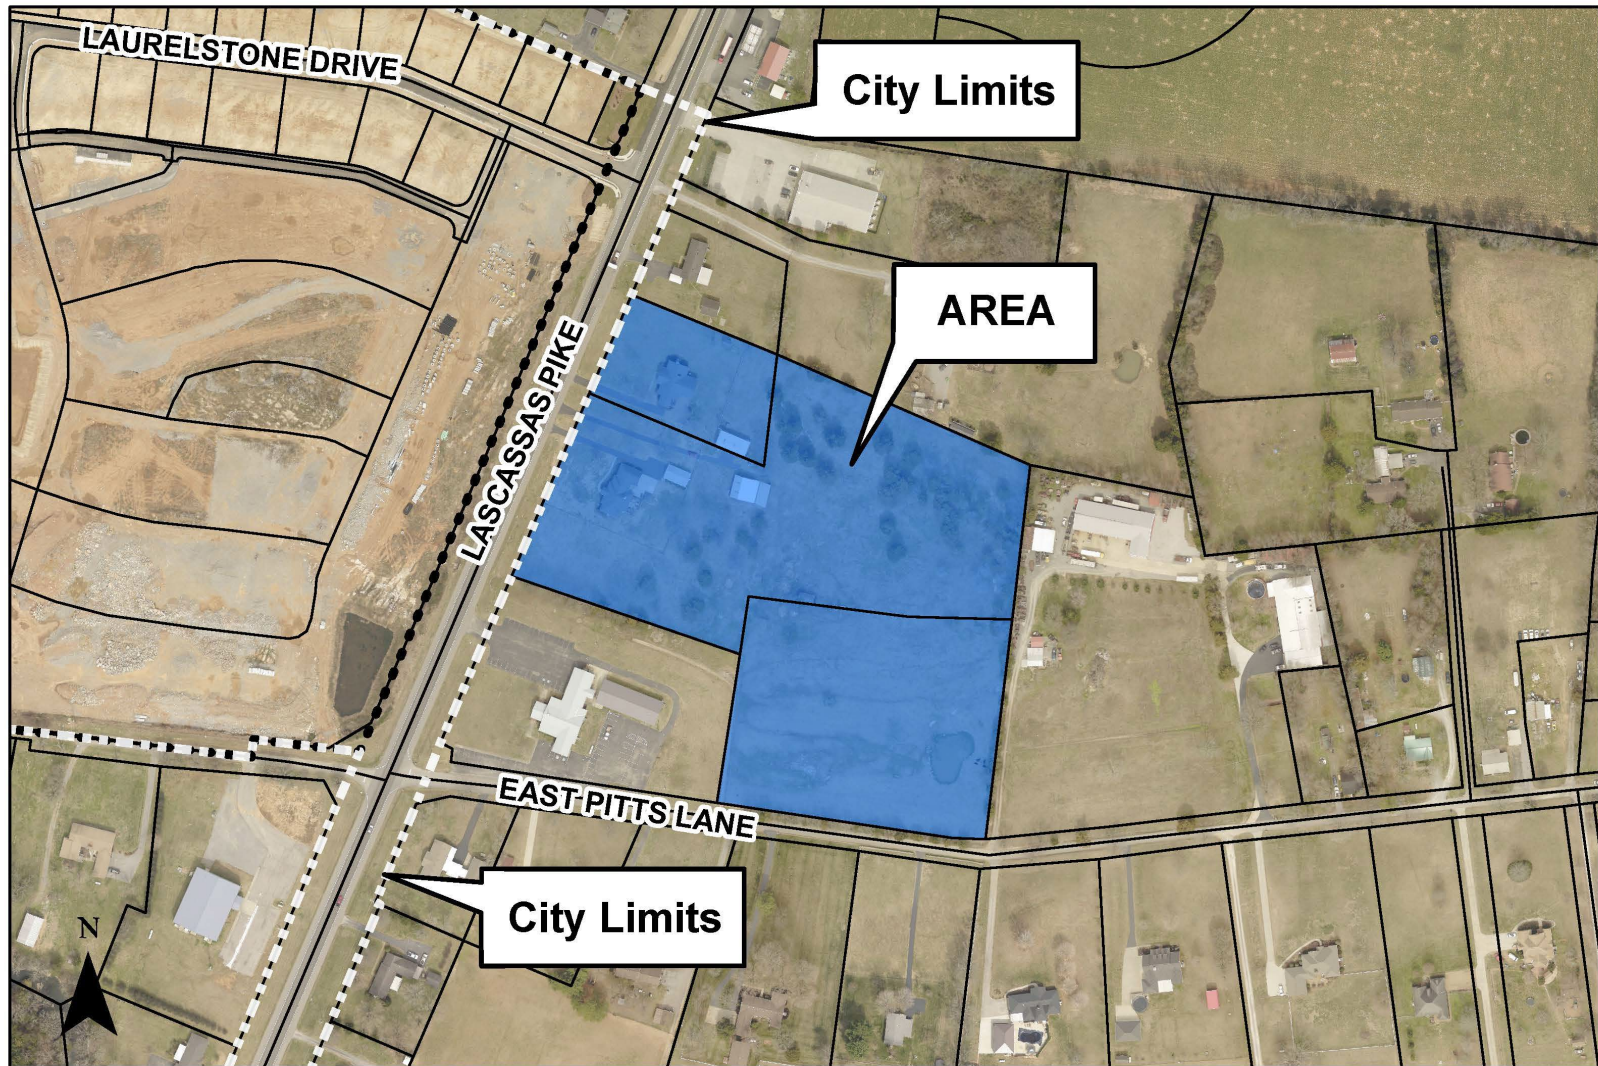 LAURELSTONE DRIVE
City Limits
AREA
LASCASSAS PIKE
EAST PITTS LANE
City Limits
N